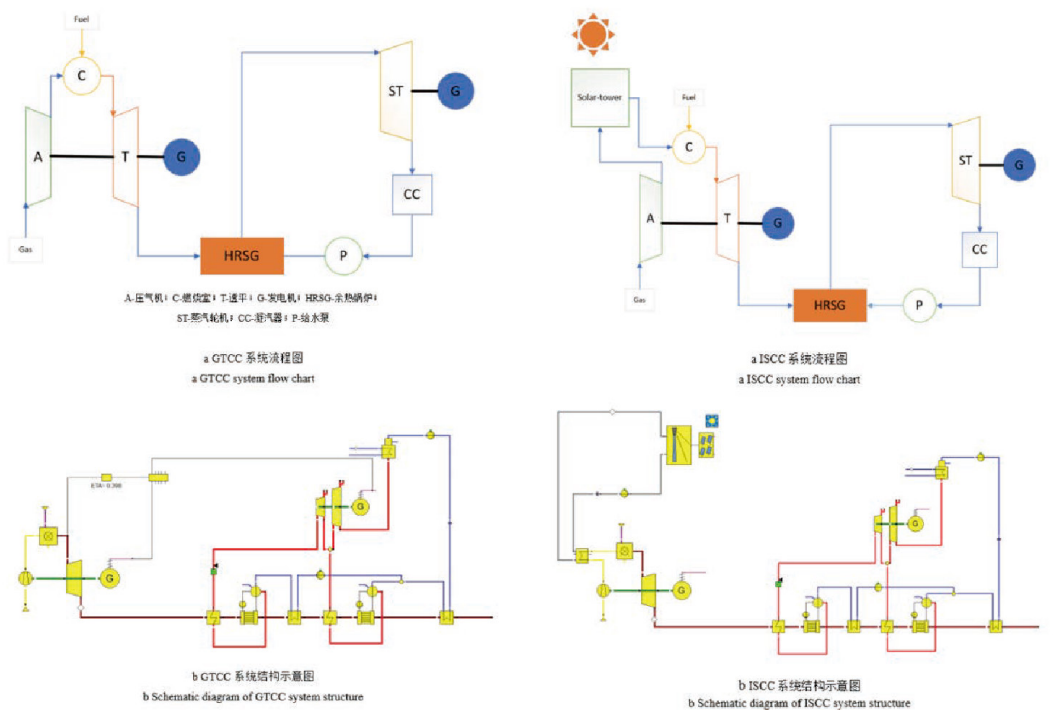 Fuel
C
ST
G
A
T
G
CC
Gas
HRSG
P
A-压气机；C-燃烧室；T-透平；G-发电机；HRSG-余热锅炉；
ST-蒸汽轮机；CC-凝汽器；P-给水泵
a GTCC 系统流程图
a GTCC system flow chart
Solar-tower
Fuel
C
ST
G
A
T
G
CC
Gas
HRSG
P
a ISCC 系统流程图
a ISCC system flow chart
G
G
b GTCC 系统结构示意图
b Schematic diagram of GTCC system structure
G
G
b ISCC 系统结构示意图
b Schematic diagram of ISCC system structure